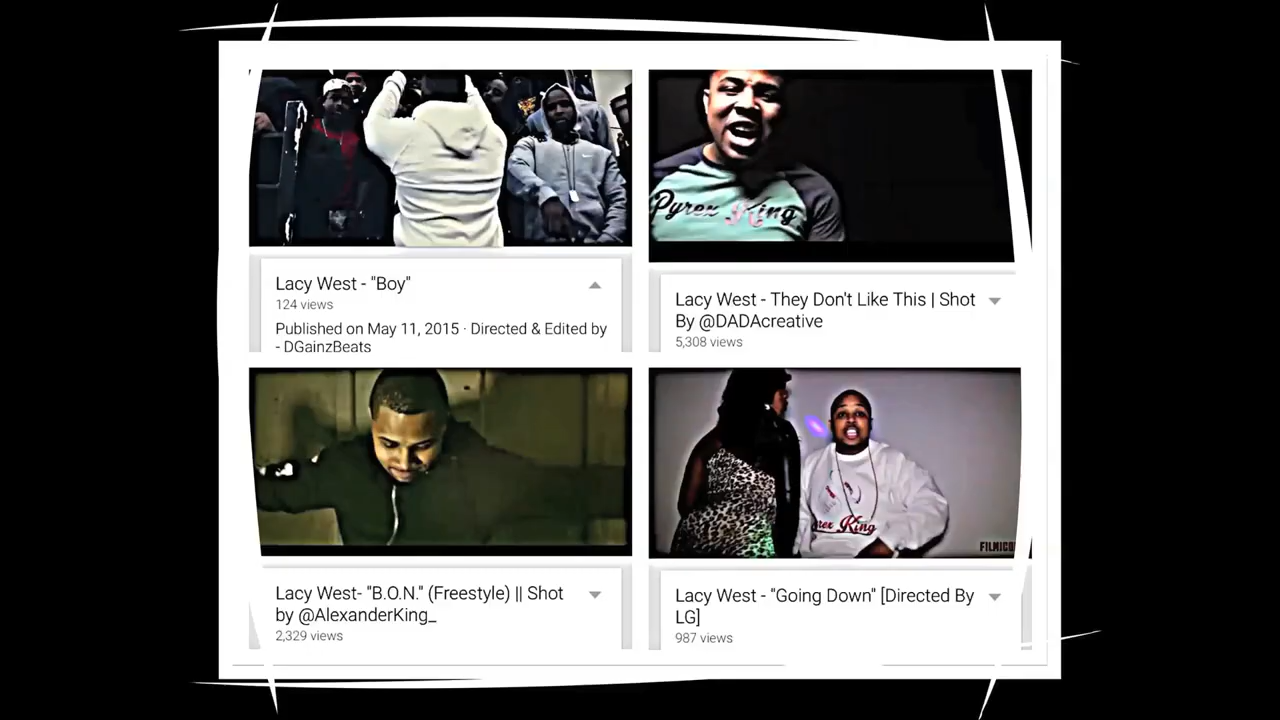 Pyrex King
Lacy West - "Boy"
124 views
Published on May 11, 2015 · Directed & Edited by
- DGainzBeats
Lacy West - They Don't Like This | Shot
By @DADAcreative
5,308 views
King
FILMICO
Lacy West- "B.O.N." (Freestyle) || Shot
by @AlexanderKing_
2,329 views
Lacy West - "Going Down" [Directed By
LG]
987 views